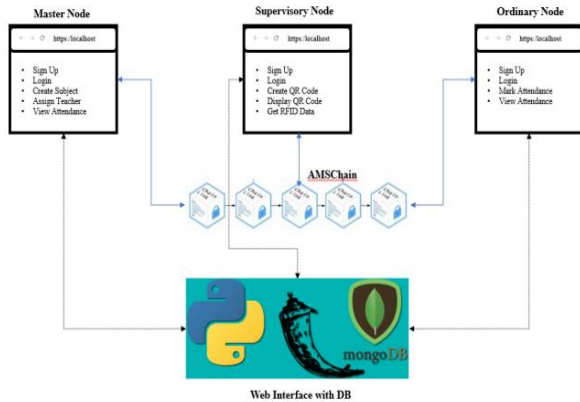 Master Node
Supervisory Node
Ordinary Node
https:/localhost
https:/localhost
https:/localhost
• Sign Up
• Login
• Create Subject
• Assign Teacher
• View Attendance
• Sign Up
• Login
• Create QR Code
• Display QR Code
• Get RFID Data
• Sign Up
• Login
• Mark Attendance
• View Attendance
AMSChain
mongoDB
Web Interface with DB